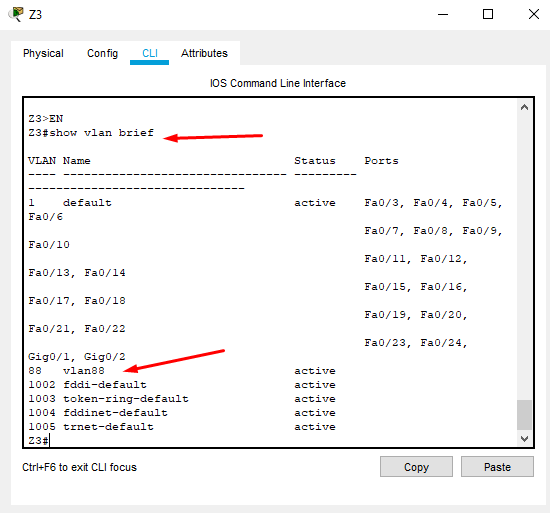 Z3
Physical Config CLI Attributes
IOS Command Line Interface
Z3>EN
Z3#show vlan brief
VLAN Name Status Ports
---- -------------------------------- ---------
-------------------------------
1 default active Fa0/3, Fa0/4, Fa0/5,
Fa0/6
Fa0/7, Fa0/8, Fa0/9,
Fa0/10
Fa0/11, Fa0/12,
Fa0/13, Fa0/14
Fa0/15, Fa0/16,
Fa0/17, Fa0/18
Fa0/19, Fa0/20,
Fa0/21, Fa0/22
Fa0/23, Fa0/24,
Gig0/1, Gig0/2
88 vlan88 active
1002 fddi-default active
1003 token-ring-default active
1004 fddinet-default active
1005 trnet-default active
Z3#
Ctrl+F6 to exit CLI focus
Copy Paste